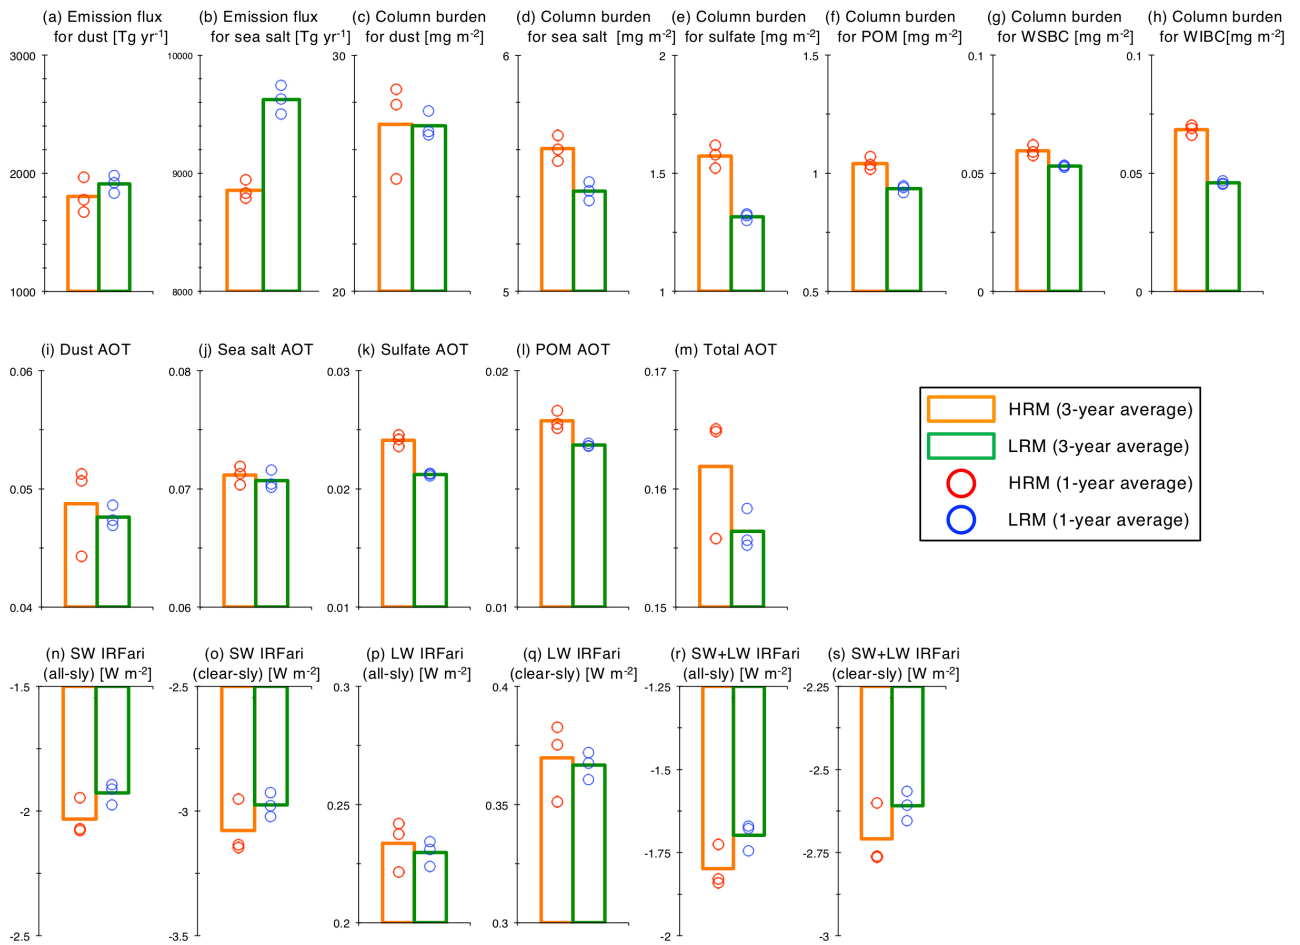 (a) Emission flux
for dust [Tg yr-1]
(b) Emission flux
for sea salt [Tg yr-1]
(c) Column burden
for dust [mg m-2]
(d) Column burden
for sea salt [mg m-2]
(e) Column burden
for sulfate [mg m-2]
(f) Column burden
for POM [mg m-2]
(g) Column burden
for WSBC [mg m-2]
(h) Column burden
for WIBC[mg m-2]
3000
2000
1000
10000
9000
8000
30
20
6
5
2
1.5
1
1.5
1
0.5
0.1
0.05
0
0.1
0.05
0
(i) Dust AOT
(j) Sea salt AOT
(k) Sulfate AOT
(l) POM AOT
(m) Total AOT
0.06
0.05
0.04
0.08
0.07
0.06
0.03
0.02
0.01
0.02
0.01
0.17
0.16
0.15
HRM (3-year average)
LRM (3-year average)
HRM (1-year average)
LRM (1-year average)
(n) SW IRFari
(all-sly) [W m-2]
(o) SW IRFari
(clear-sly) [W m-2]
(p) LW IRFari
(all-sly) [W m-2]
(q) LW IRFari
(clear-sly) [W m-2]
(r) SW+LW IRFari
(all-sly) [W m-2]
(s) SW+LW IRFari
(clear-sly) [W m-2]
-1.5
-2
-2.5
-2.5
-3
-3.5
0.3
0.25
0.2
0.4
0.35
0.3
-1.25
-1.5
-1.75
-2
-2.25
-2.5
-2.75
-3